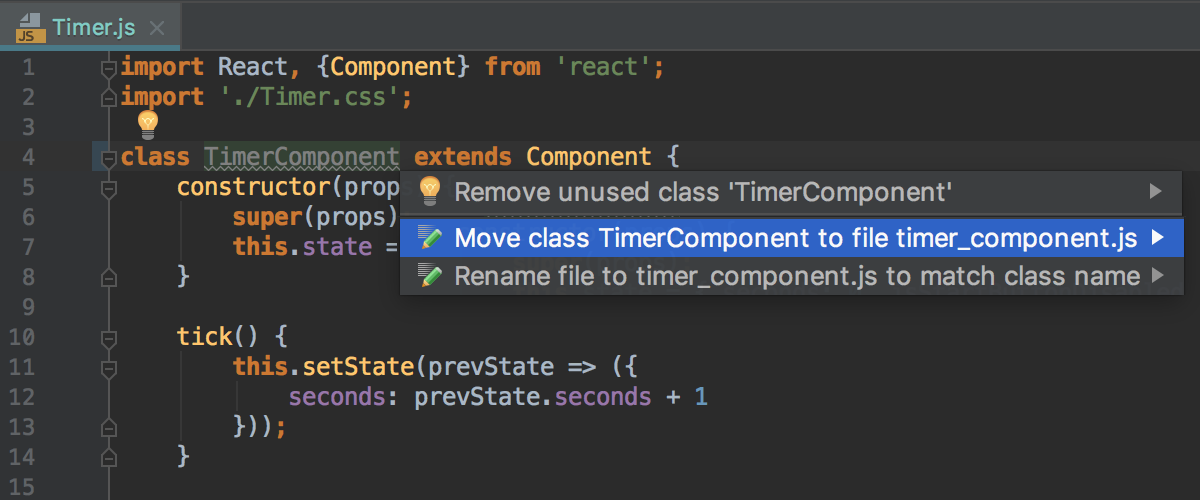 JS Timer.js
1 import React, {Component} from 'react';
2 import './Timer.css';
3
4 class TimerComponent extends Component {
5 constructor(props
Remove unused class 'TimerComponent'
6 super(props)
7 this.state =
Move class TimerComponent to file timer_component.js
8 }
Rename file to timer_component.js to match class name
9
10 tick() {
11 this.setState(prevState => ({
12 seconds: prevState.seconds + 1
13 }));
14 }
15